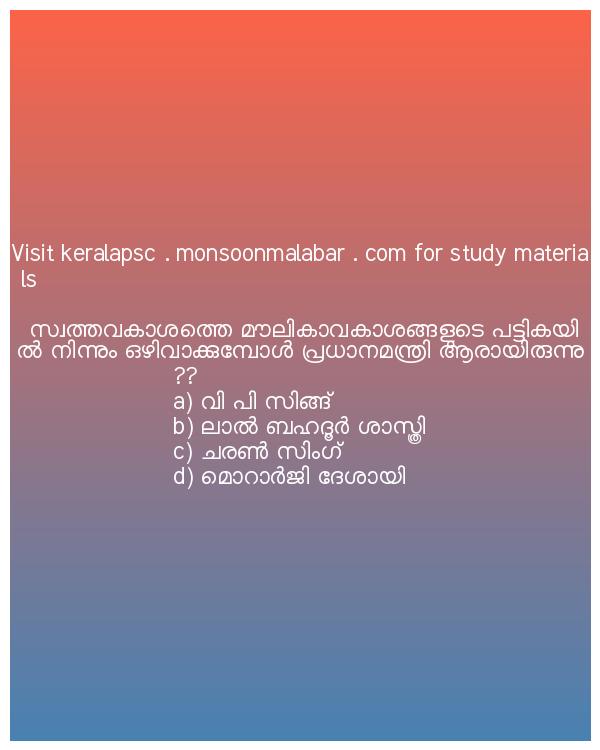 Visit keralapsc . monsoonmalabar . com for study materia
ls
സ്വത്തവകാശത്തെ മൗലികാവകാശങ്ങളുടെ പട്ടികയി
ൽ നിന്നും ഒഴിവാക്കുമ്പോൾ പ്രധാനമന്ത്രി ആരായിരുന്നു
??
a) വി പി സിങ്ങ്
b) ലാൽ ബഹദൂർ ശാസ്ത്രി
c) ചരൺ സിംഗ്
d) മൊറാർജി ദേശായി